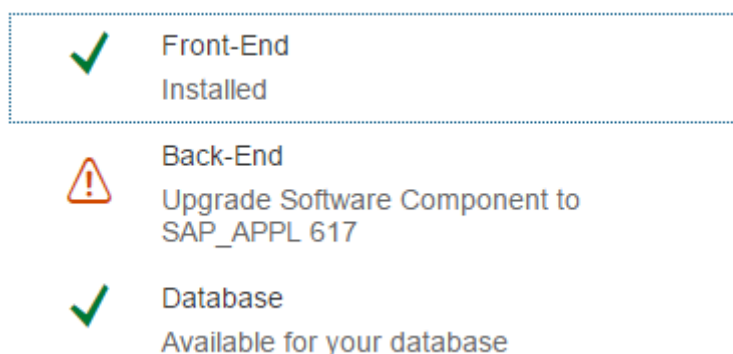 Front-End
Installed
Back-End
Upgrade Software Component to
SAP_APPL 617
Database
Available for your database